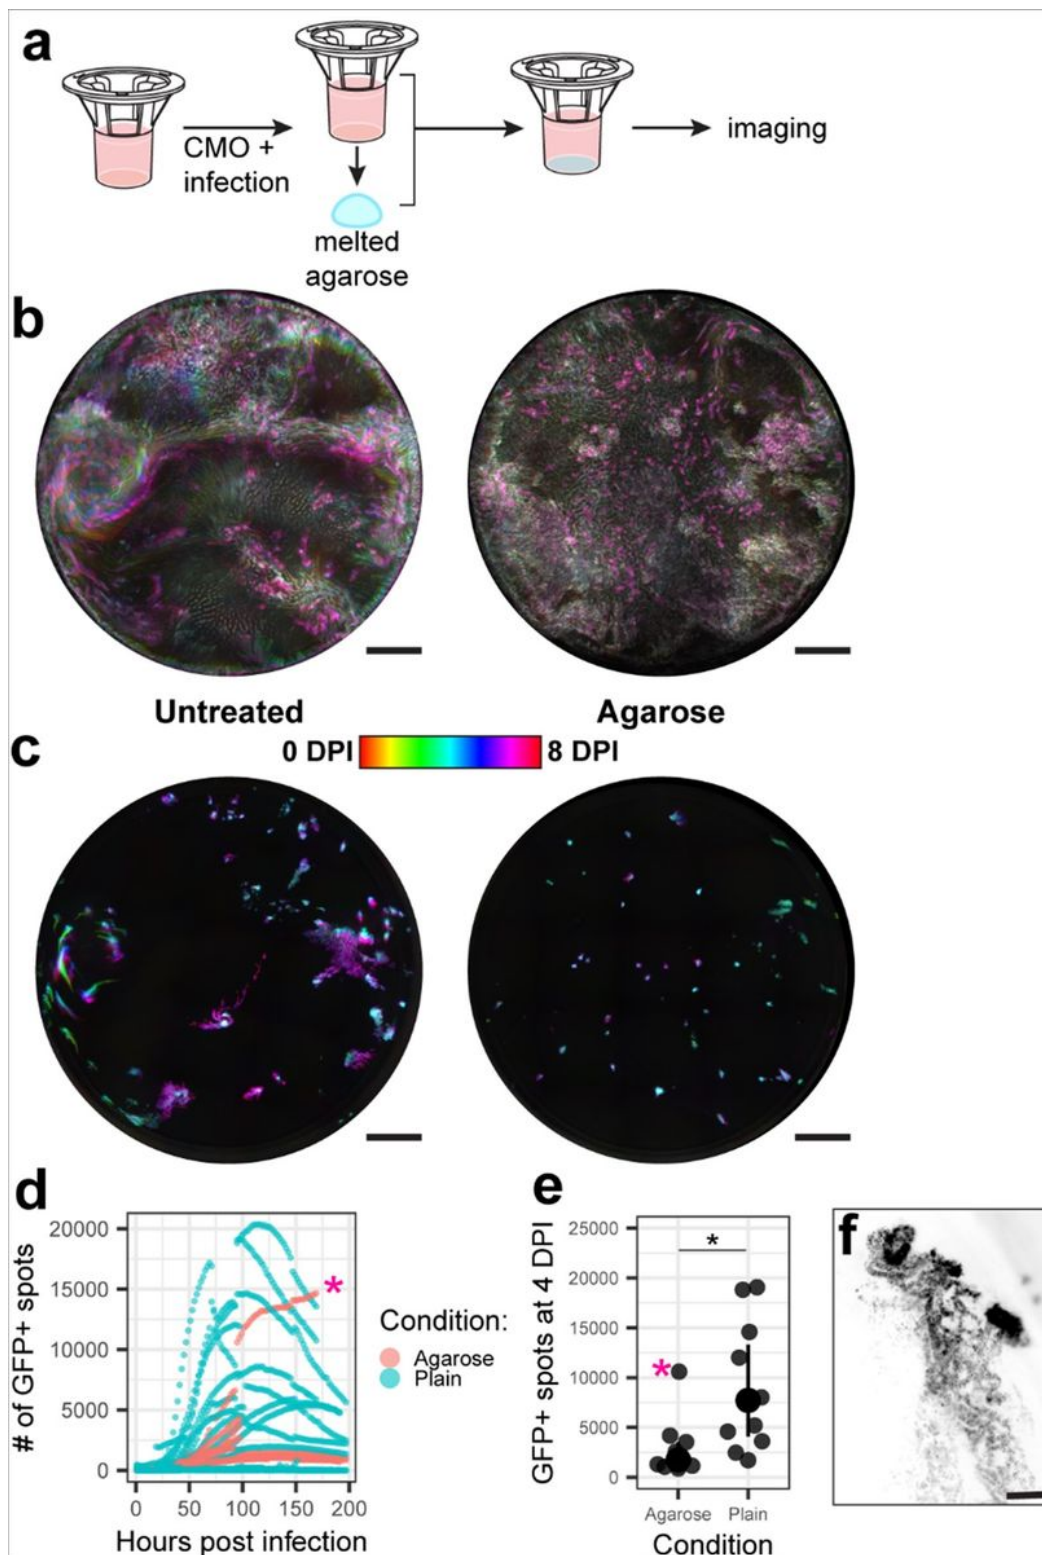 a
CMO +
infection
melted
agarose
imaging
b
Untreated
Agarose
c
0 DPI
8 DPI
d
# of GFP+ spots
20000
15000
10000
5000
0
*
0 50 100 150 200
Hours post infection
Condition:
Agarose
Plain
e
GFP+ spots at 4 DPI
25000
20000
15000
10000
5000
0
*
*
Agarose Plain
Condition
f